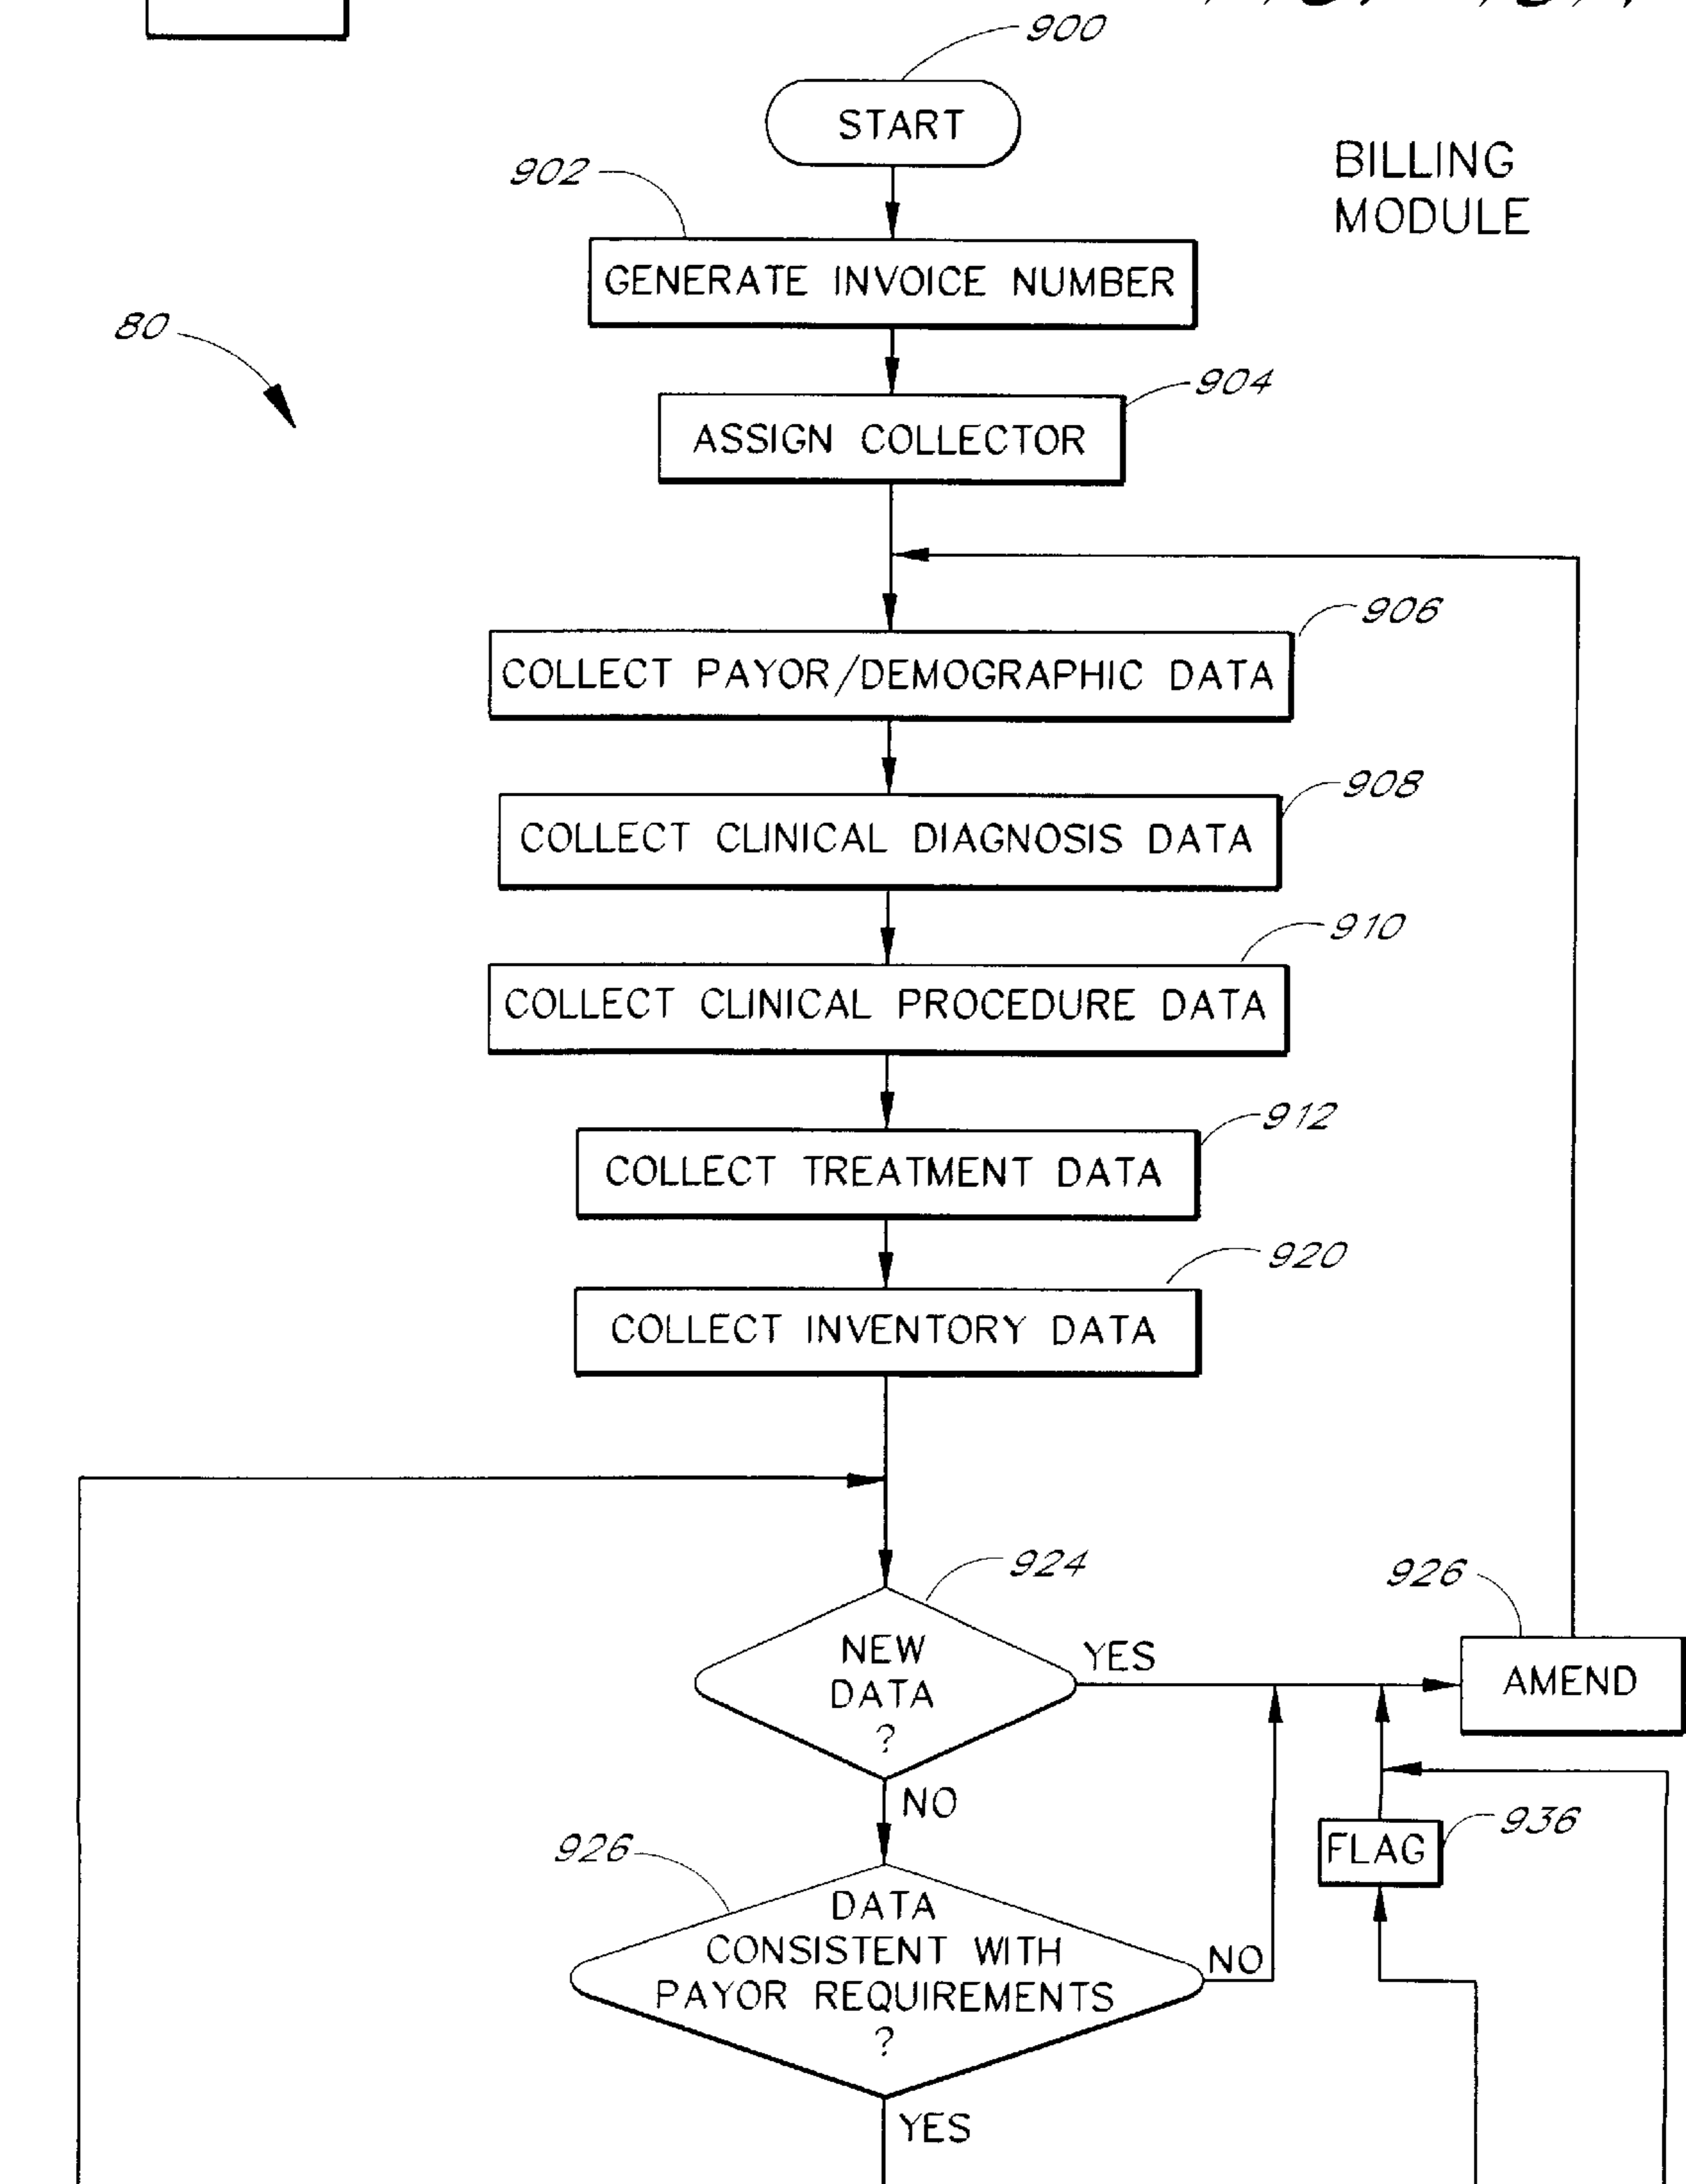 900
START
BILLING
MODULE
902
GENERATE INVOICE NUMBER
80
904
ASSIGN COLLECTOR
906
COLLECT PAYOR/DEMOGRAPHIC DATA
908
COLLECT CLINICAL DIAGNOSIS DATA
910
COLLECT CLINICAL PROCEDURE DATA
912
COLLECT TREATMENT DATA
920
COLLECT INVENTORY DATA
924
926
NEW
DATA
?
YES
AMEND
NO
936
FLAG
926
DATA
CONSISTENT WITH
PAYOR REQUIREMENTS
?
NO
YES